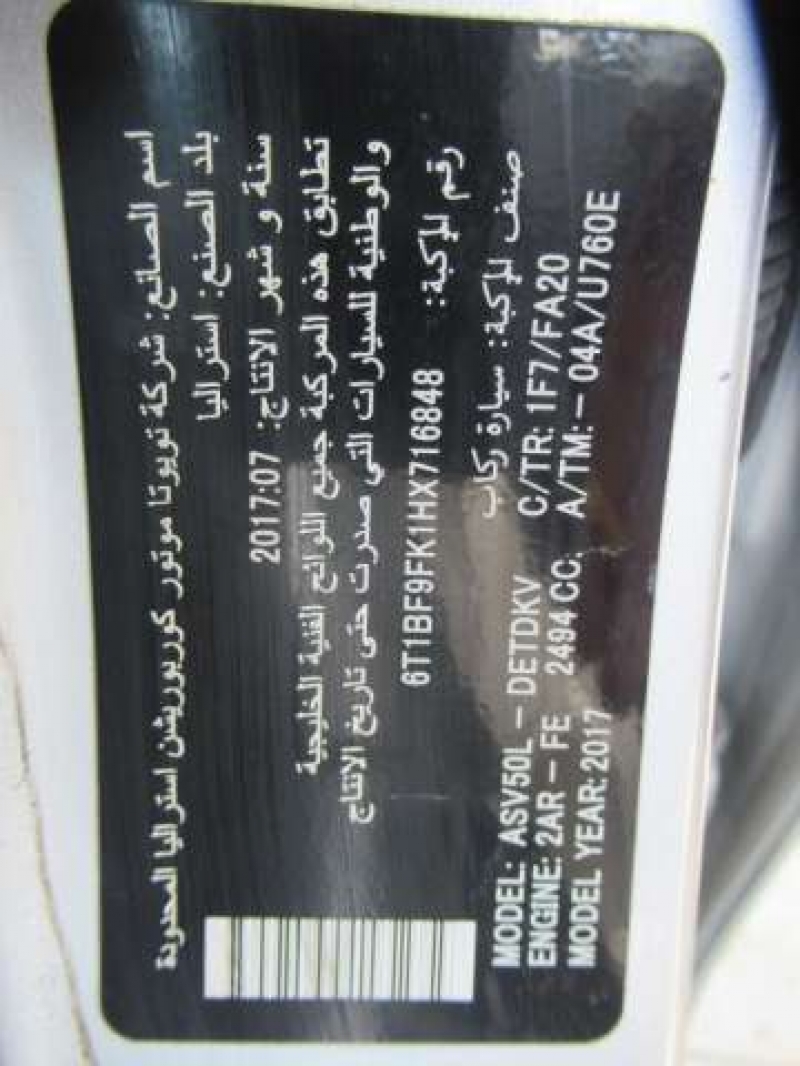 اسم الصانع: شركة تويوتا موتور كوربوريشن استراليا المحدودة
بلد الصنع: استراليا
سنة و شهر الانتاج: 2017:07
تطابق هذه المركبة جميع اللوائح الفنية الخليجية
والوطنية للسيارات التي صدرت حتى تاريخ الانتاج
رقم المركبة: 6T1BF9FK1HX716848
صنف المركبة: سيارة ركاب
MODEL: ASV50L - DETDKV C/TR: 1F7/FA20
ENGINE: 2AR - FE 2494 CC. A/TM: - 04A/U760E
MODEL YEAR: 2017